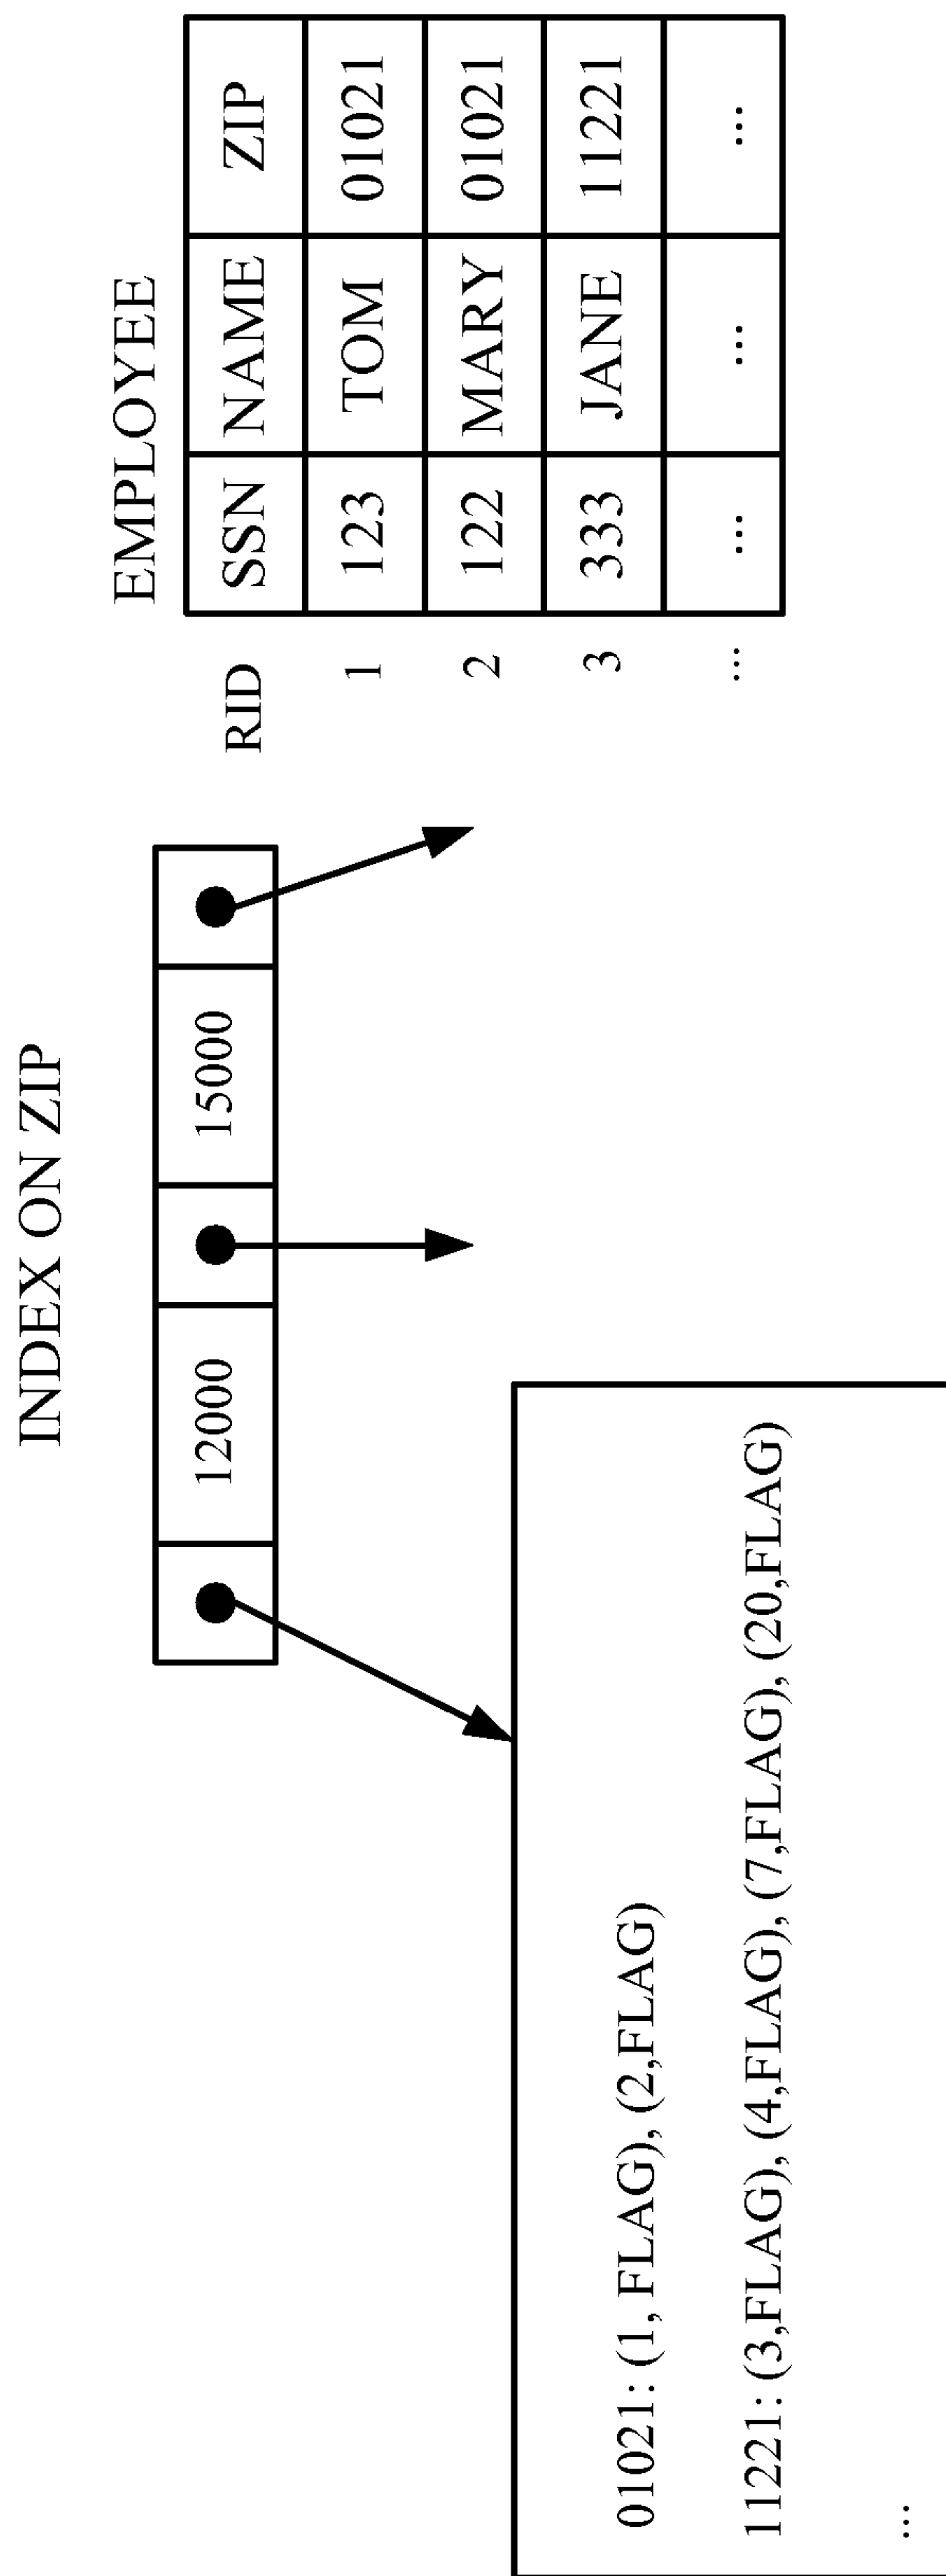 INDEX ON ZIP
12000 15000
01021: (1, FLAG), (2,FLAG)
11221: (3,FLAG), (4,FLAG), (7,FLAG), (20,FLAG)
...
EMPLOYEE
RID SSN NAME ZIP
1 123 TOM 01021
2 122 MARY 01021
3 333 JANE 11221
... ... ... ...